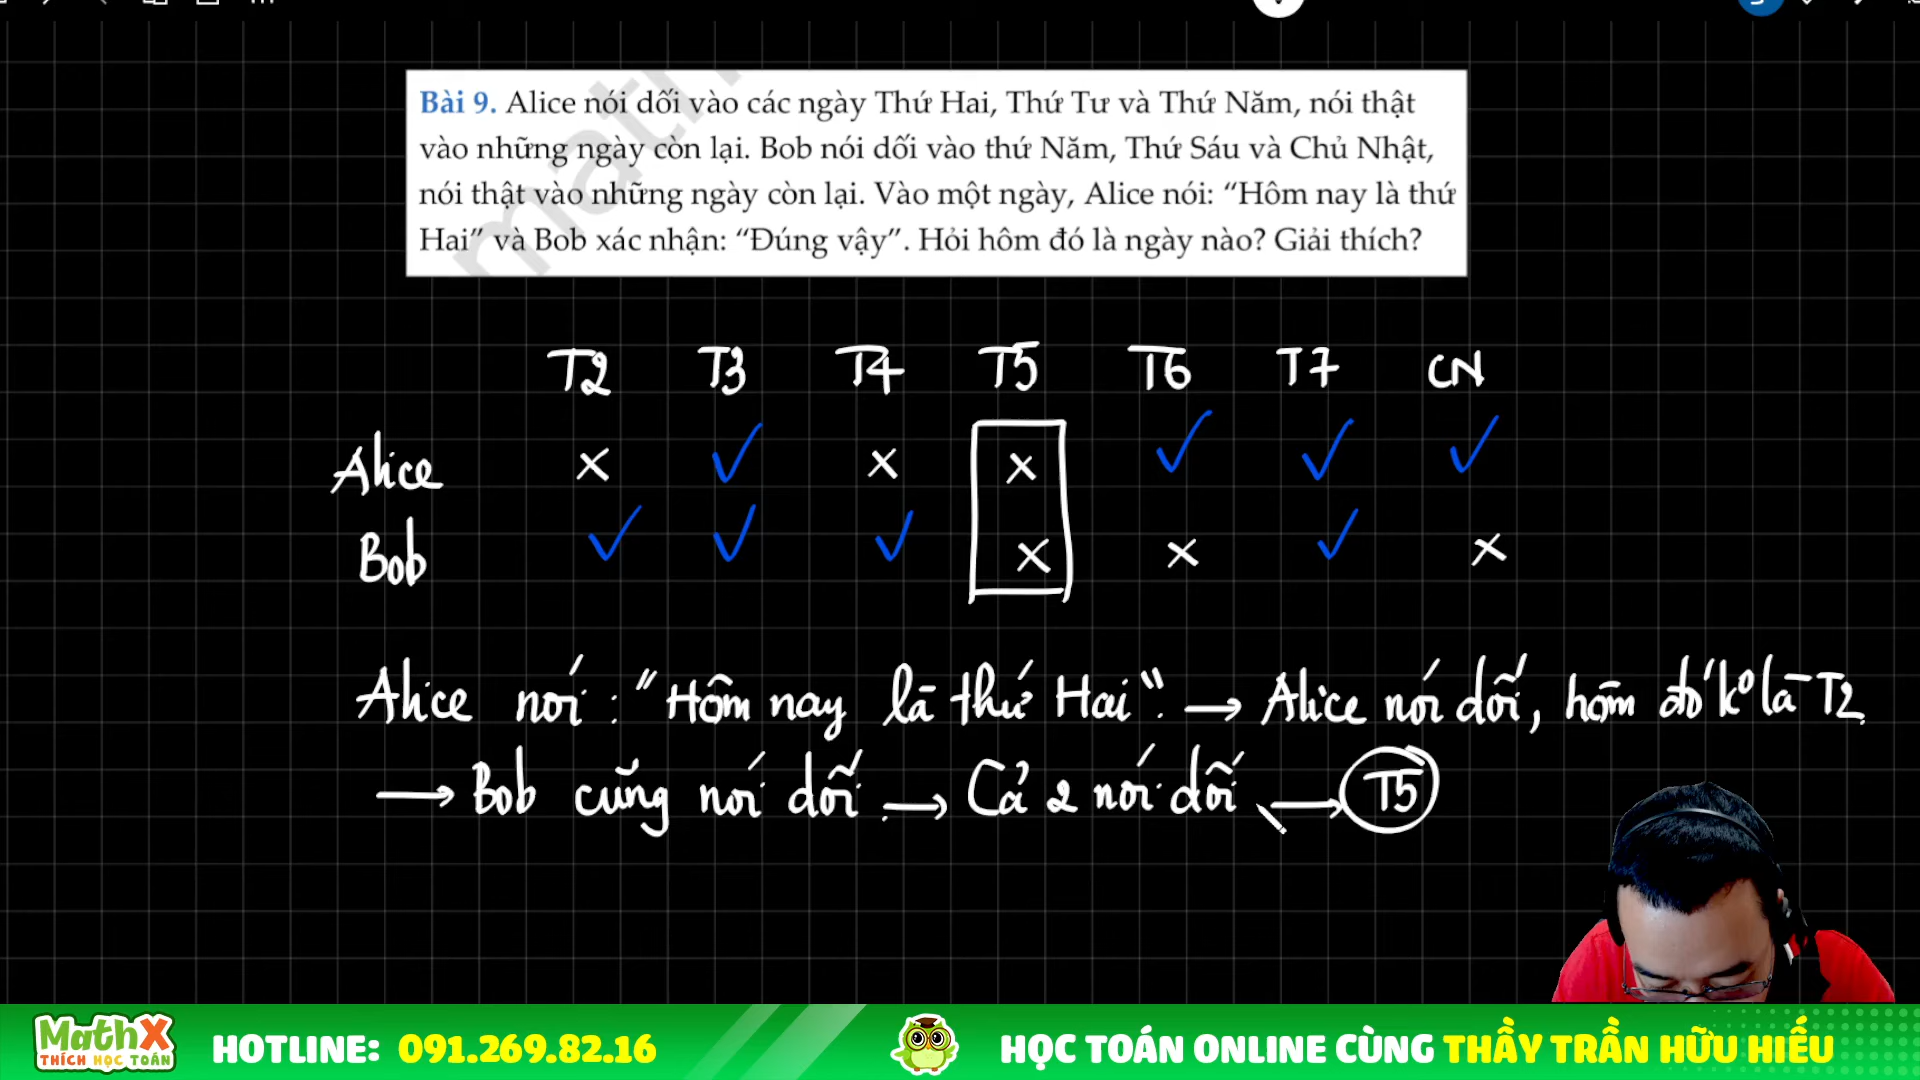 Bài 9. Alice nói dối vào các ngày Thứ Hai, Thứ Tư và Thứ Năm, nói thật
vào những ngày còn lại. Bob nói dối vào thứ Năm, Thứ Sáu và Chủ Nhật,
nói thật vào những ngày còn lại. Vào một ngày, Alice nói: “Hôm nay là thứ
Hai” và Bob xác nhận: “Đúng vậy”. Hỏi hôm đó là ngày nào? Giải thích?
T2 T3 T4 T5 T6 T7 CN
Alice x ✓ x x ✓ ✓ ✓
Bob ✓ ✓ ✓ x x ✓ x
Alice nói: “Hôm nay là thứ Hai”. → Alice nói dối, hôm đó k° là T2
→ Bob cũng nói dối. → Cả 2 nói dối → T5
MathX
THÍCH HỌC TOÁN
HOTLINE: 091.269.82.16
HỌC TOÁN ONLINE CÙNG THẦY TRẦN HỮU HIẾU